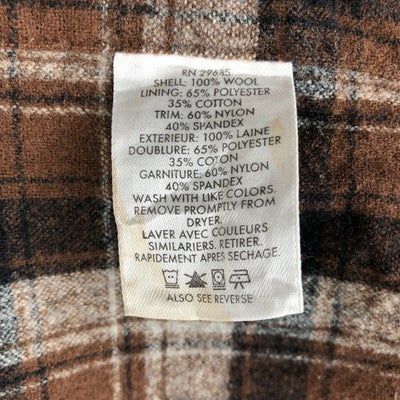 RN 29685
SHELL: 100% WOOL
LINING: 65% POLYESTER
35% COTTON
TRIM: 60% NYLON
40% SPANDEX
EXTERIEUR: 100% LAINE
DOUBLURE: 65% POLYESTER
35% COTON
GARNITURE: 60% NYLON
40% SPANDEX
WASH WITH LIKE COLORS.
REMOVE PROMPTLY FROM
DRYER.
LAVER AVEC COULEURS
SIMILARIERS. RETIRER.
RAPIDEMENT APRES SECHAGE.
ALSO SEE REVERSE